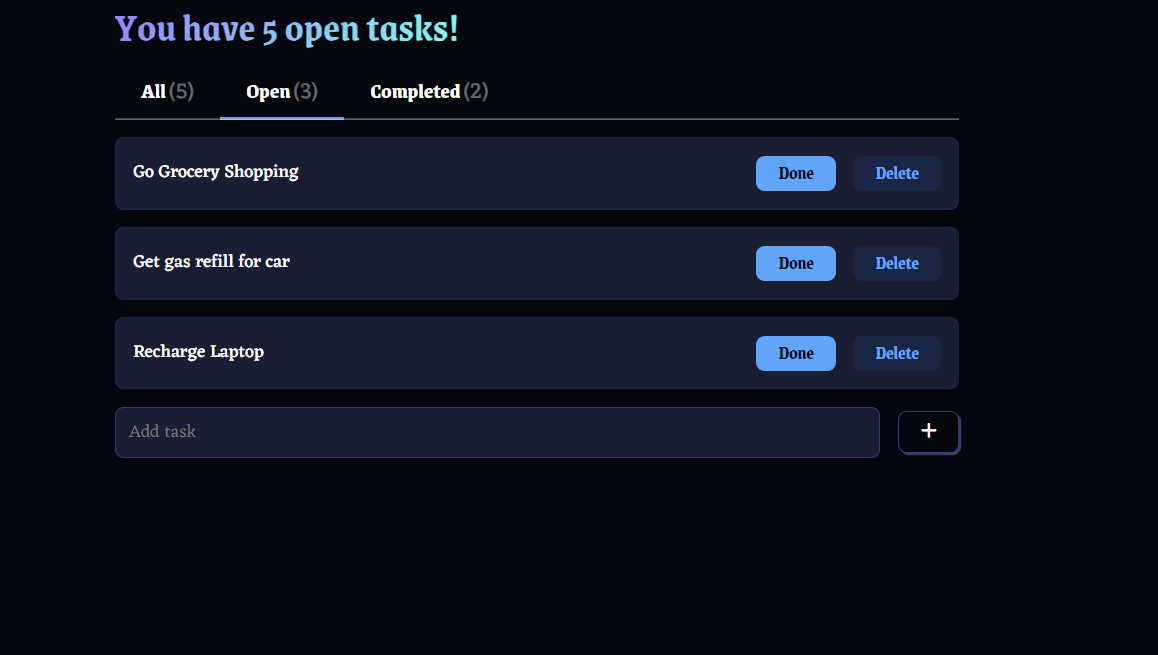 You have 5 open tasks!
All (5) Open (3) Completed (2)
Go Grocery Shopping Done Delete
Get gas refill for car Done Delete
Recharge Laptop Done Delete
Add task +